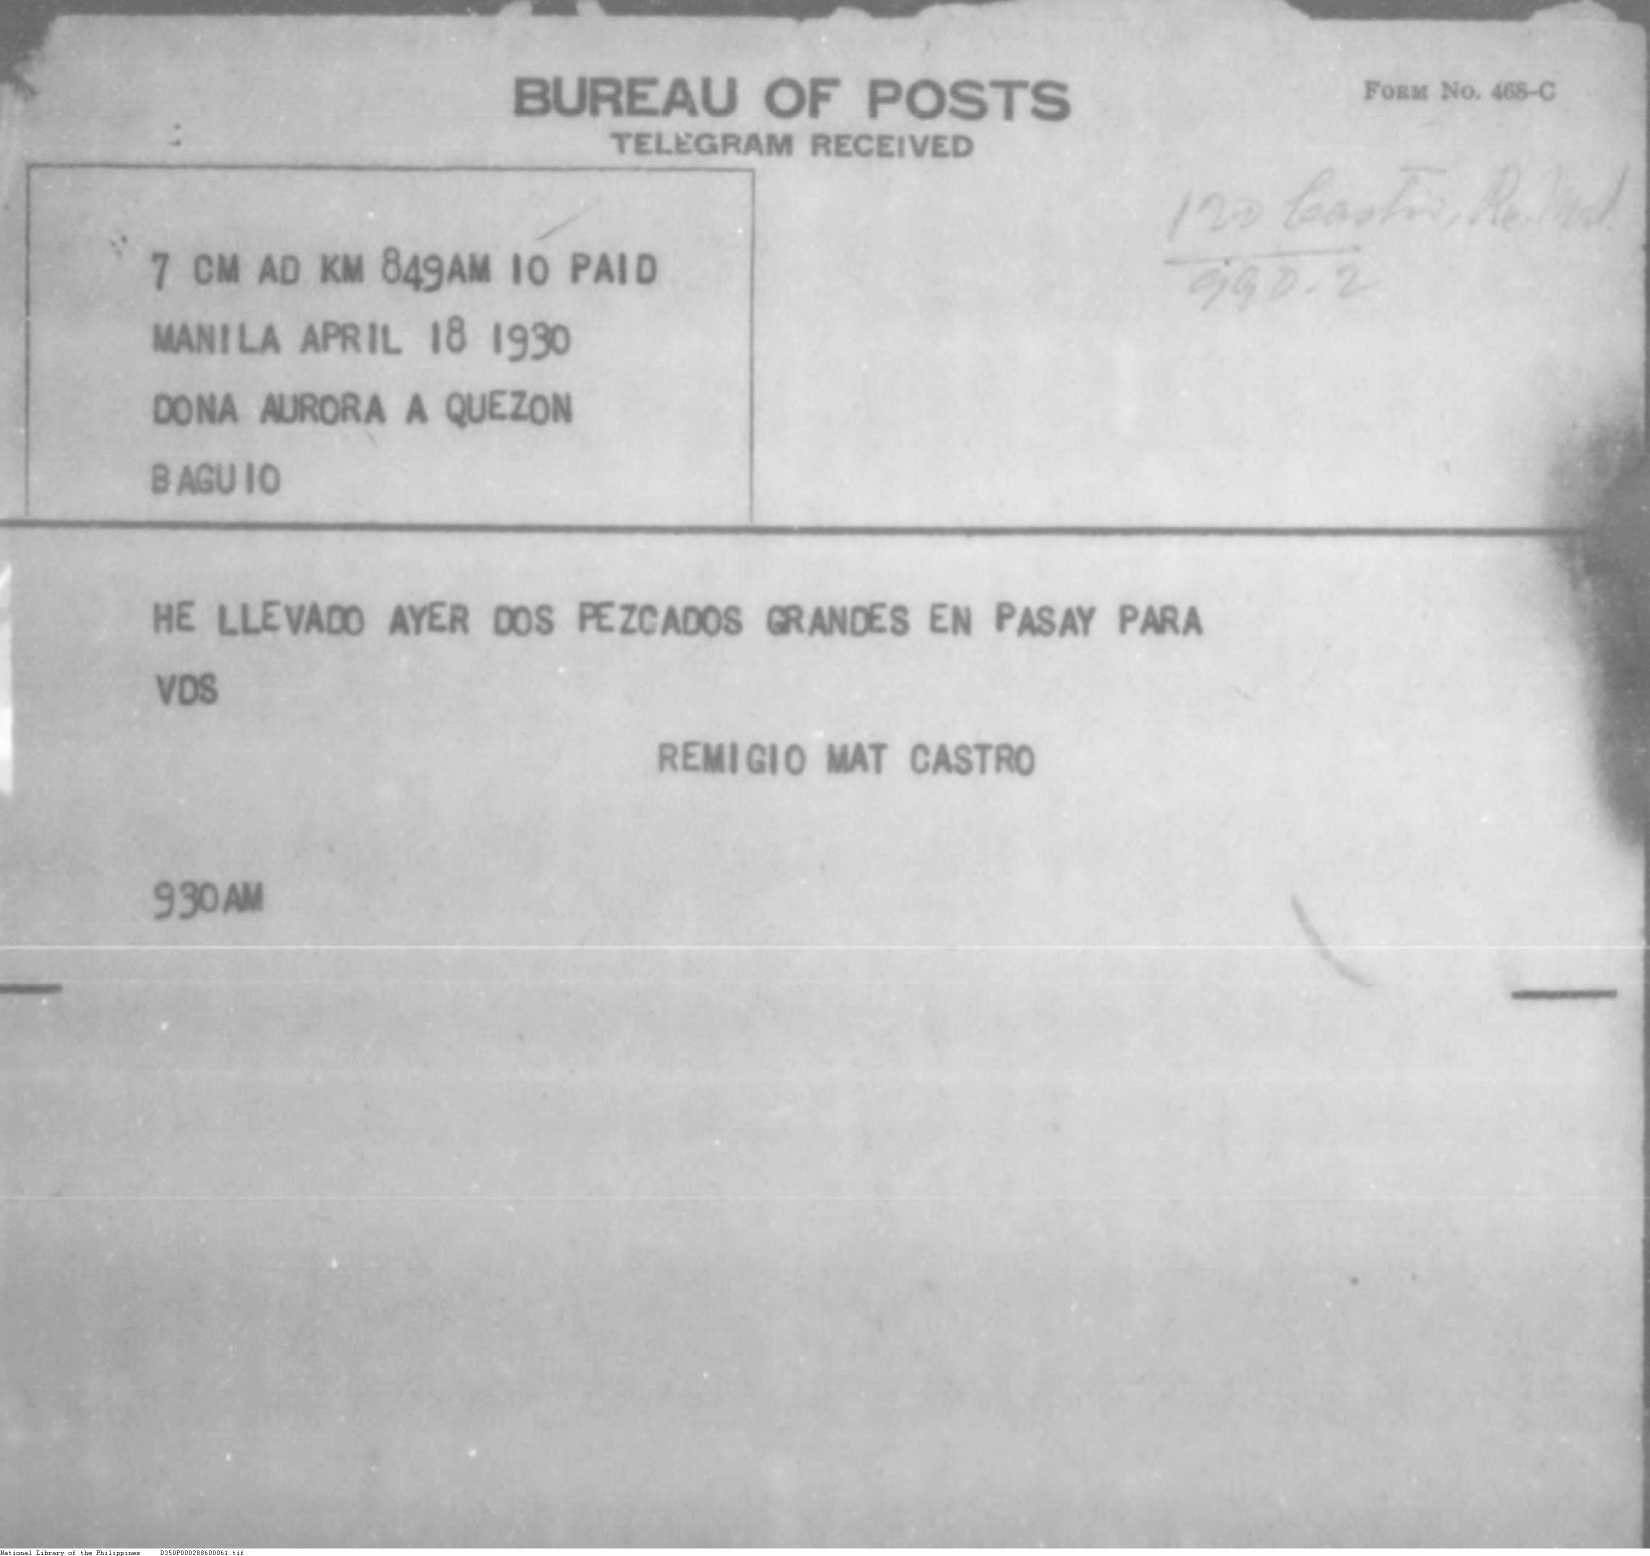 BUREAU OF POSTS
FORM No. 468-C
TELEGRAM RECEIVED
120 Castro,
7 CM AD KM 849AM 10 PAID
MANILA APRIL 18 1930
DONA AURORA A QUEZON
BAGUIO
HE LLEVADO AYER DOS PEZCADOS GRANDES EN PASAY PARA
VDS
REMIGIO MAT CASTRO
930AM
National Library of the Philippines